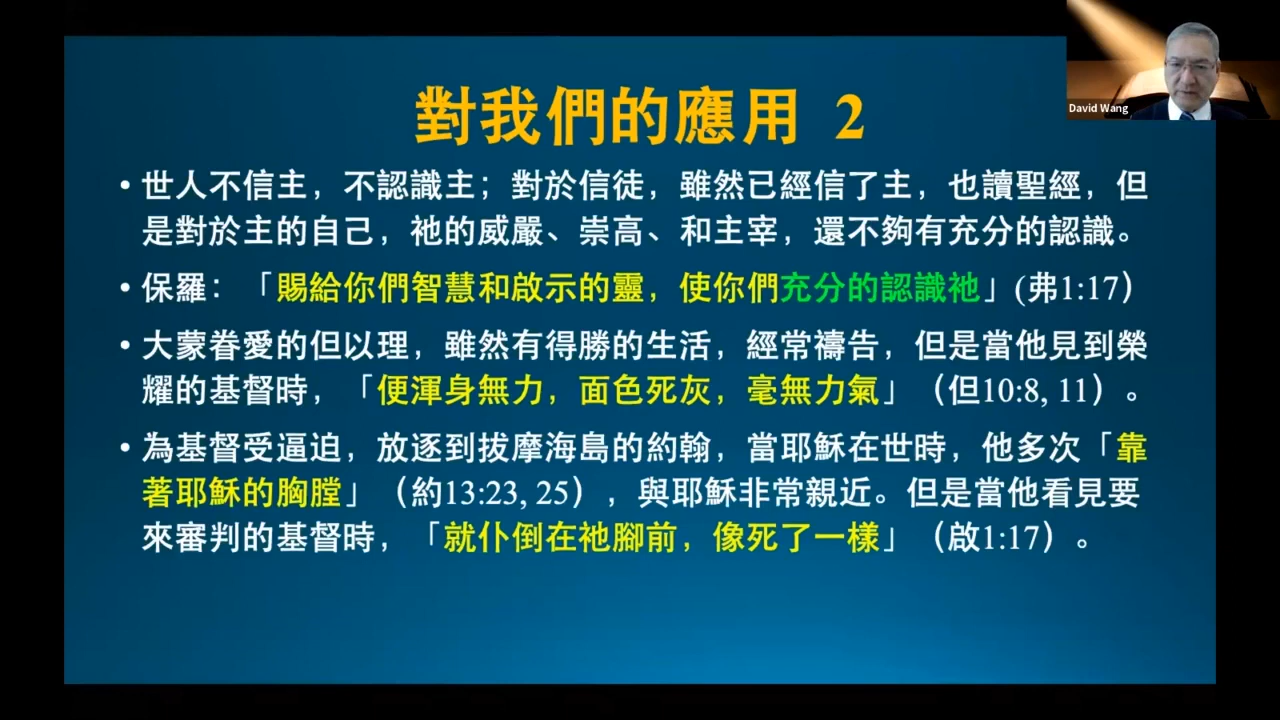 對我們的應用 2
• 世人不信主，不認識主；對於信徒，雖然已經信了主，也讀聖經，但
是對於主的自己，祂的威嚴、崇高、和主宰，還不夠有充分的認識。
• 保羅：「賜給你們智慧和啟示的靈，使你們充分的認識祂」(弗1:17）
• 大蒙眷愛的但以理，雖然有得勝的生活，經常禱告，但是當他見到榮
耀的基督時，「便渾身無力，面色死灰，毫無力氣」（但10:8, 11）。
• 為基督受逼迫，放逐到拔摩海島的約翰，當耶穌在世時，他多次「靠
著耶穌的胸膛」（約13:23, 25），與耶穌非常親近。但是當他看見要
來審判的基督時，「就仆倒在祂腳前，像死了一樣」（啟1:17）。
David Wang